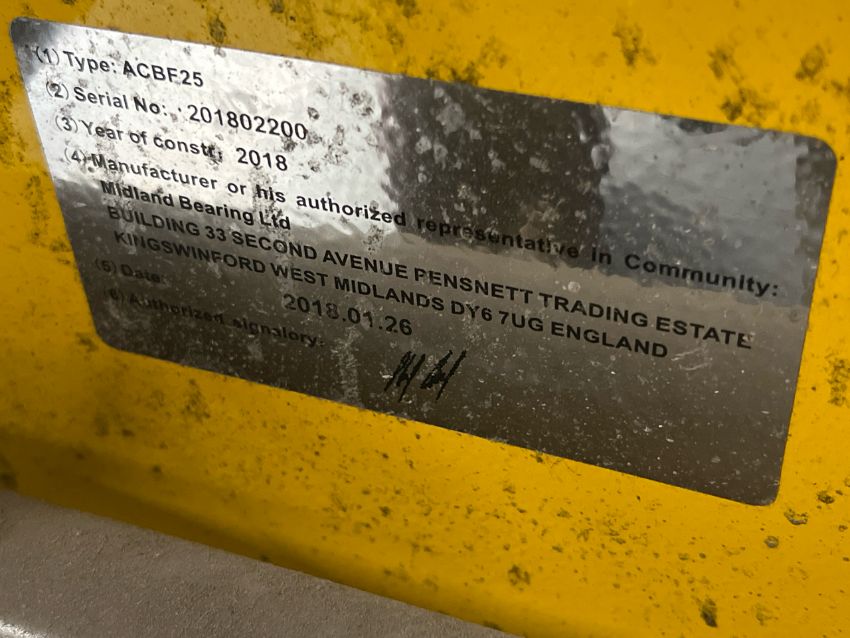 (1) Type: ACBF25
(2) Serial No: 201802200
(3) Year of constr: 2018
(4) Manufacturer or his authorized representative in Community:
Midland Bearing Ltd
BUILDING 33 SECOND AVENUE PENSNETT TRADING ESTATE
KINGSWINFORD WEST MIDLANDS DY6 7UG ENGLAND
(5) Date: 2018.01.26
(6) Authorized signalory: